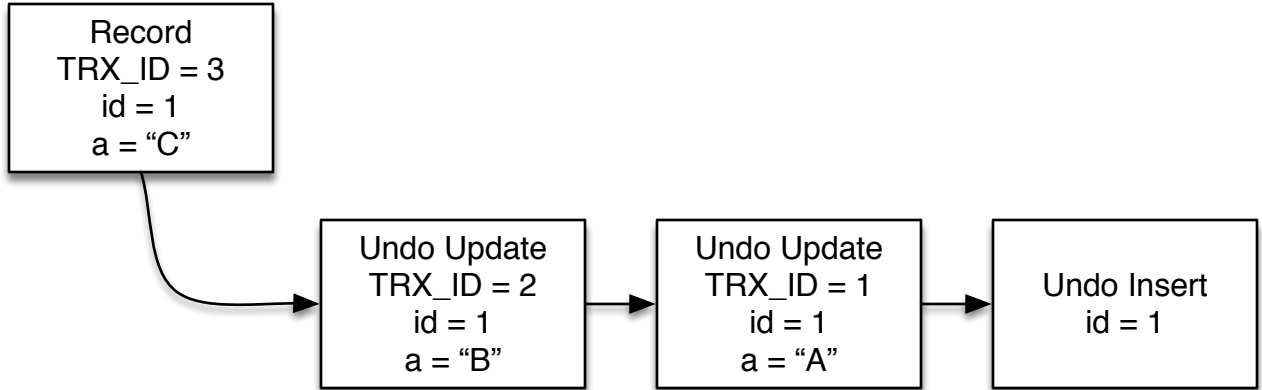 Record
TRX_ID = 3
id = 1
a = “C”
Undo Update
TRX_ID = 2
id = 1
a = “B”
Undo Update
TRX_ID = 1
id = 1
a = “A”
Undo Insert
id = 1